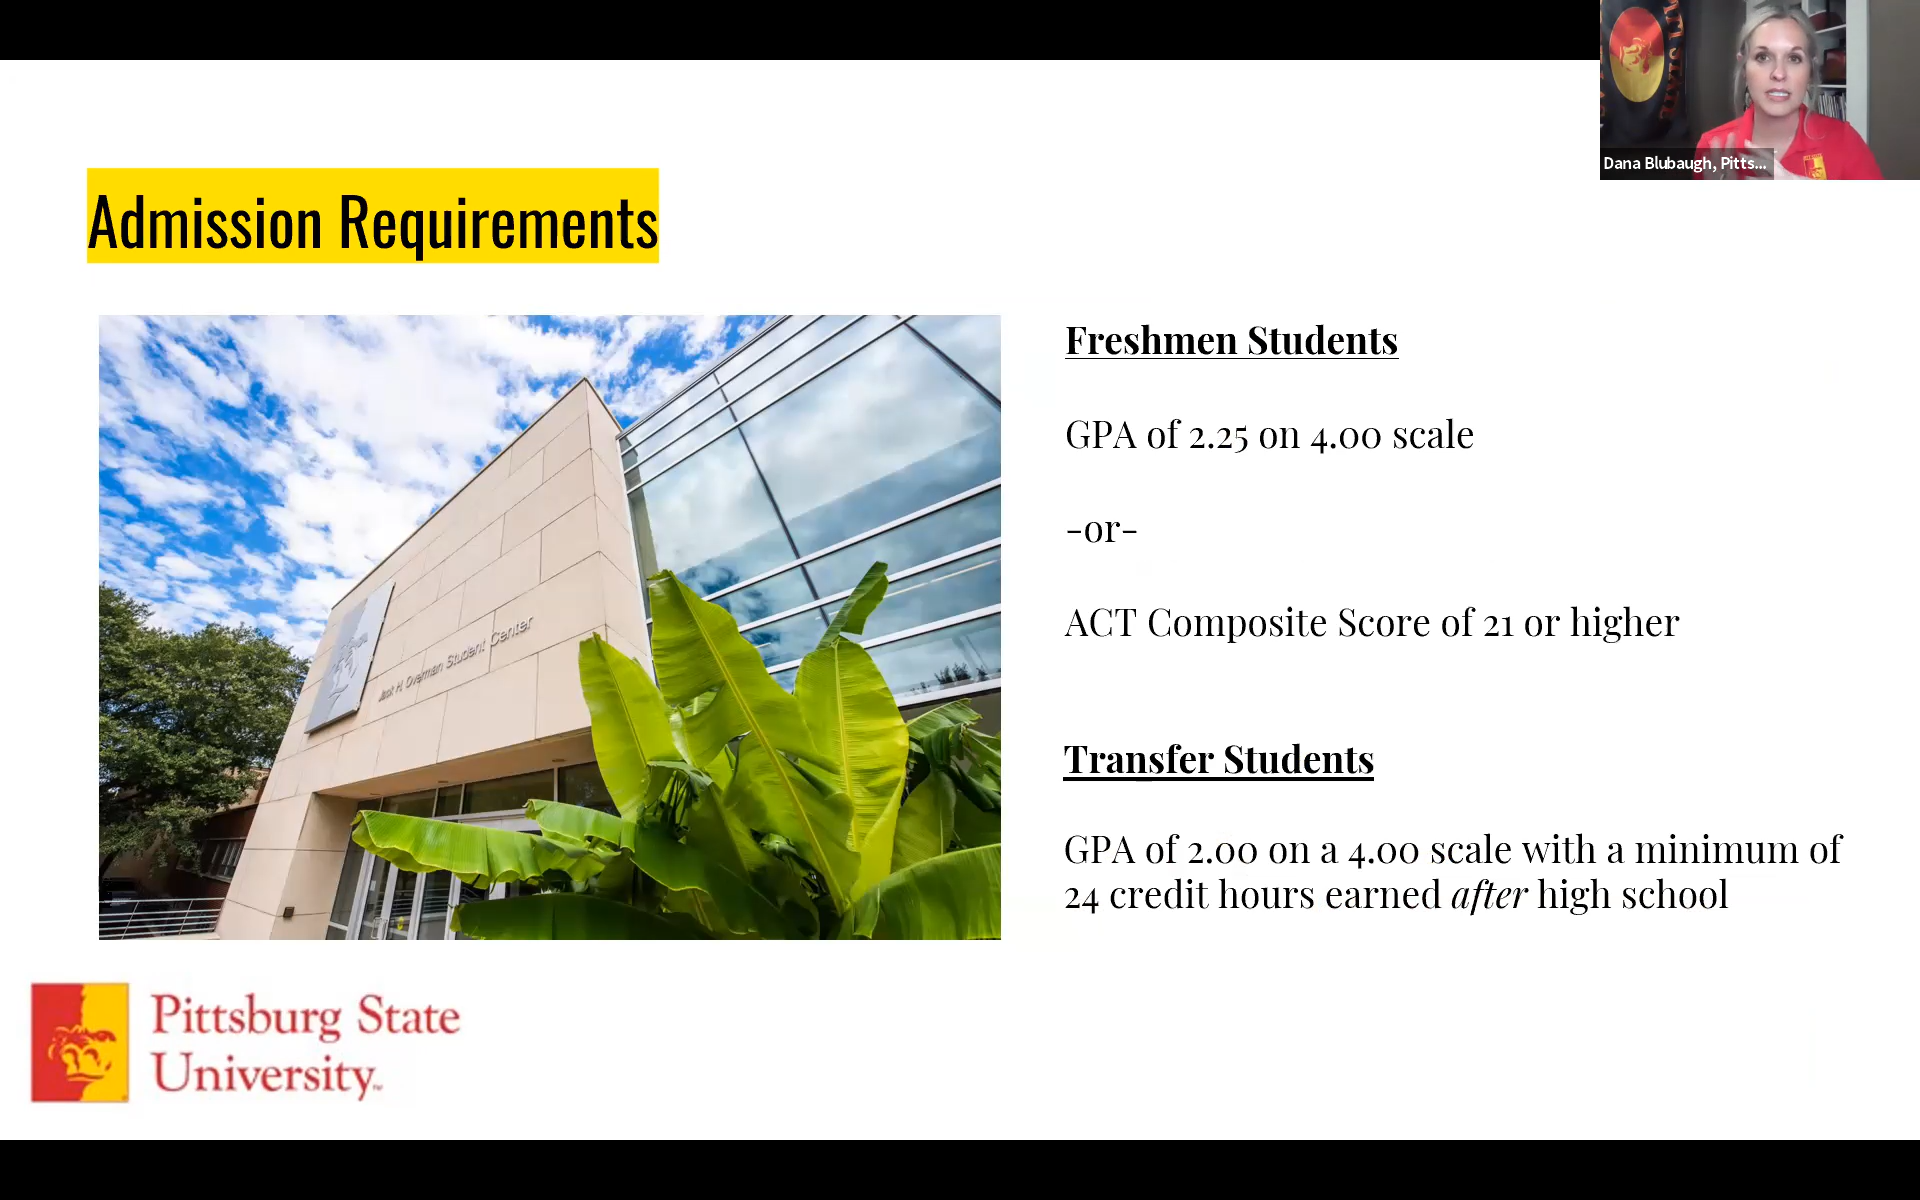 Dana Blubaugh, Pitts...
Admission Requirements
Jack H. Overman Student Center
Freshmen Students
GPA of 2.25 on 4.00 scale
-or-
ACT Composite Score of 21 or higher
Transfer Students
GPA of 2.00 on a 4.00 scale with a minimum of
24 credit hours earned after high school
Pittsburg State
University™